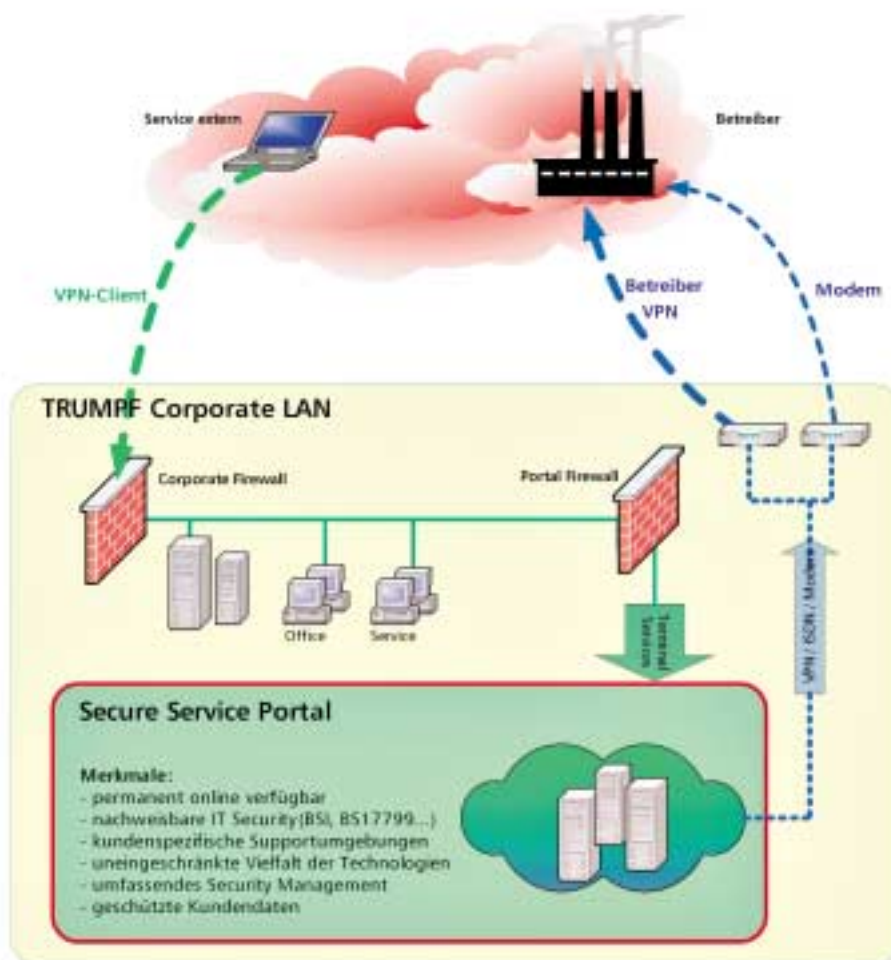 Service extern
Betreiber
VPN-Client
Betreiber
VPN
Modem
TRUMPF Corporate LAN
Corporate Firewall
Portal Firewall
Office
Service
Terminal
Services
VPN / ISDN / Modem
Secure Service Portal
Merkmale:
- permanent online verfügbar
- nachweisbare IT Security(BSI, BS17799...)
- kundenspezifische Supportumgebungen
- uneingeschränkte Vielfalt der Technologien
- umfassendes Security Management
- geschützte Kundendaten